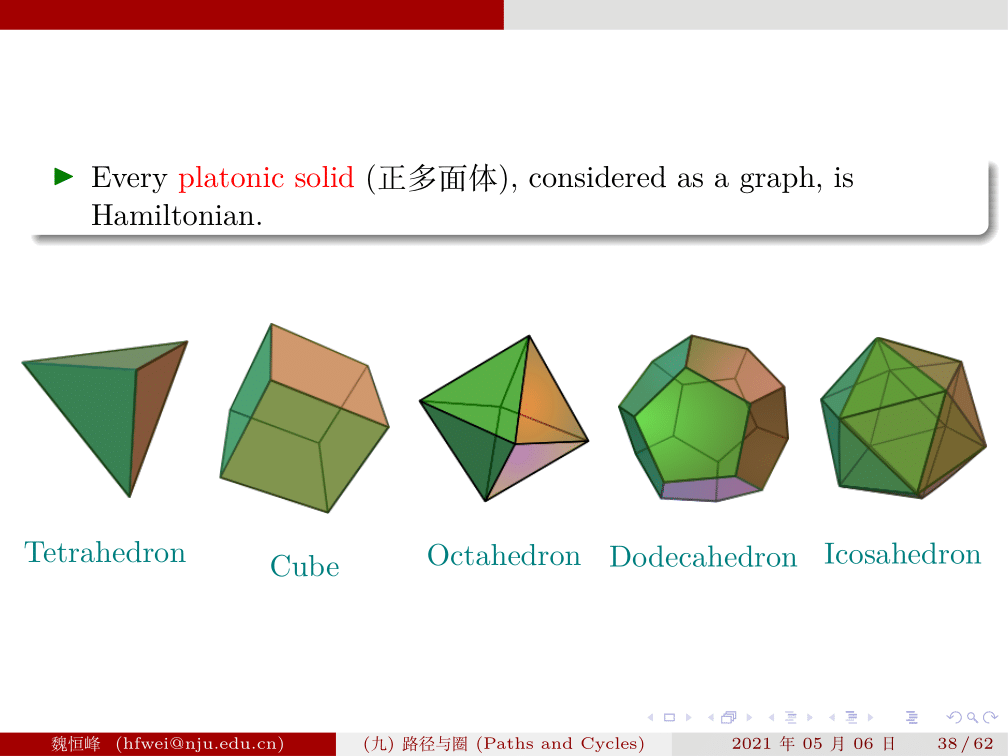 Every platonic solid (正多面体), considered as a graph, is
Hamiltonian.
Tetrahedron
Cube
Octahedron
Dodecahedron
Icosahedron
魏恒峰 (hfwei@nju.edu.cn)
(九) 路径与圈 (Paths and Cycles)
2021 年 05 月 06 日
38 / 62